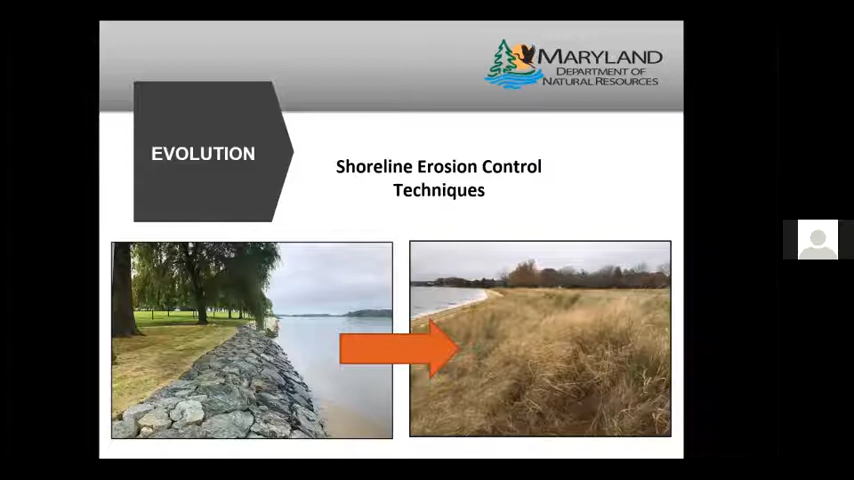 MARYLAND
DEPARTMENT OF
NATURAL RESOURCES
EVOLUTION
Shoreline Erosion Control
Techniques